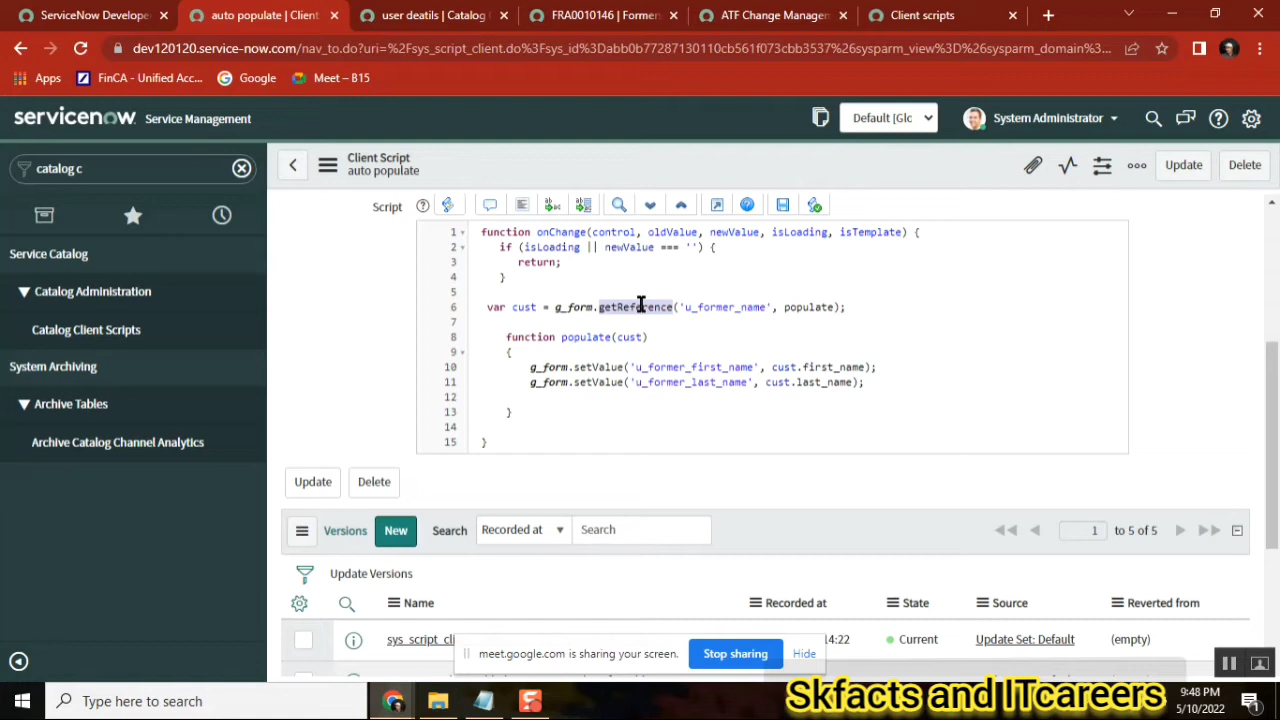 ServiceNow Develope
auto populate | Client
user deatils | Catalog
FRA0010146 | Formen
ATF Change Managem
Client scripts
dev120120.service-now.com/nav_to.do?uri=%2Fsys_script_client.do%3Fsys_id%3Dabb0b77287130110cb561f073cbb3537%26sysparm_view%3D%26sysparm_domain...
Apps
FinCA - Unified Acc...
Google
Meet – B15
servicenow
Service Management
Default [Glo
System Administrator
catalog c
Client Script
auto populate
Update
Delete
Service Catalog
Catalog Administration
Catalog Client Scripts
System Archiving
Archive Tables
Archive Catalog Channel Analytics
Script
1 function onChange(control, oldValue, newValue, isLoading, isTemplate) {
2 if (isLoading || newValue === '') {
3 return;
4 }
5
6 var cust = g_form.getReference('u_former_name', populate);
7
8 function populate(cust)
9 {
10 g_form.setValue('u_former_first_name', cust.first_name);
11 g_form.setValue('u_former_last_name', cust.last_name);
12
13 }
14
15 }
Update
Delete
Versions
New
Search
Recorded at
Search
1 to 5 of 5
Update Versions
Name
Recorded at
State
Source
Reverted from
sys_script_cli
14:22
Current
Update Set: Default
(empty)
meet.google.com is sharing your screen.
Stop sharing
Hide
Skfacts and ITcareers
Type here to search
9:48 PM
5/10/2022